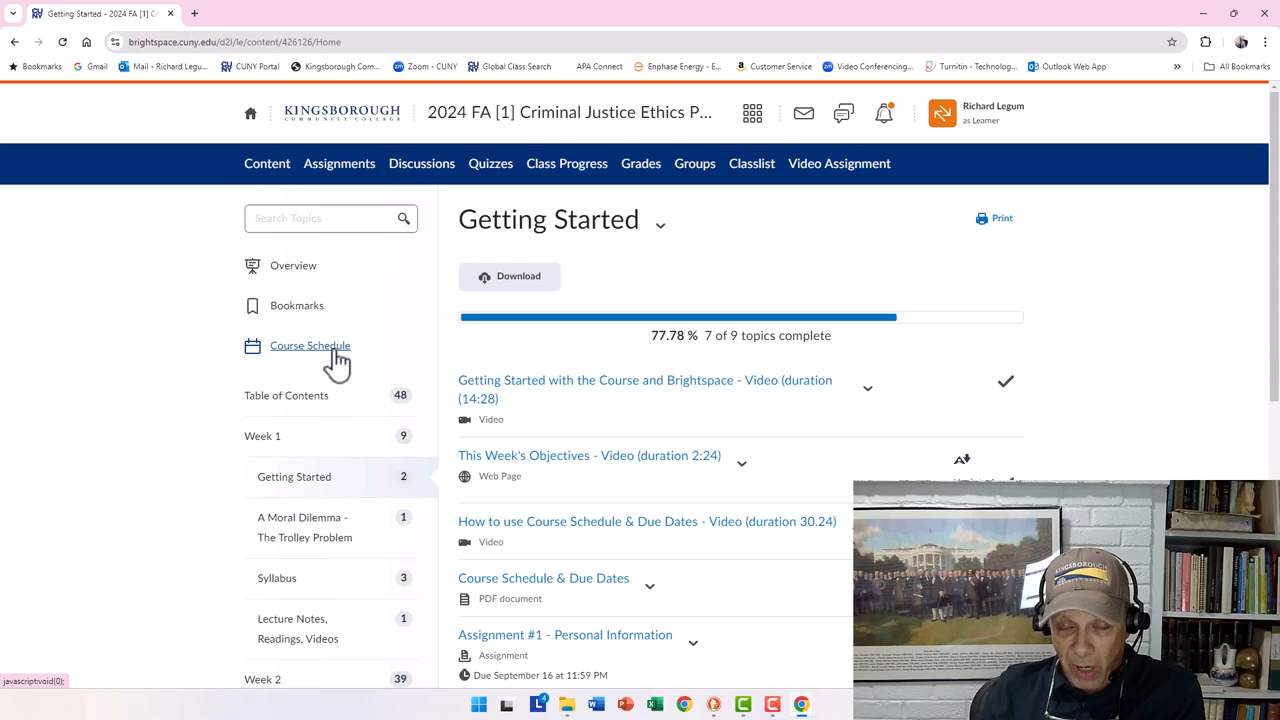 Getting Started - 2024 FA [1] C
brightspace.cuny.edu/d2l/le/content/426126/Home
Bookmarks Gmail Mail - Richard Legu... CUNY Portal Kingsborough Com... Zoom - CUNY Global Class Search APA Connect Enphase Energy - E... Customer Service Video Conferencing... Turnitin - Technolog... Outlook Web App » All Bookmarks
KINGSBOROUGH
COMMUNITY COLLEGE
2024 FA [1] Criminal Justice Ethics P...
Richard Legum
as Learner
Content Assignments Discussions Quizzes Class Progress Grades Groups Classlist Video Assignment
Search Topics
Overview
Bookmarks
Course Schedule
Table of Contents 48
Week 1 9
Getting Started 2
A Moral Dilemma -
The Trolley Problem 1
Syllabus 3
Lecture Notes,
Readings, Videos 1
Week 2 39
Getting Started
Print
Download
77.78 % 7 of 9 topics complete
Getting Started with the Course and Brightspace - Video (duration
(14:28)
Video
This Week's Objectives - Video (duration 2:24)
Web Page
How to use Course Schedule & Due Dates - Video (duration 30.24)
Video
Course Schedule & Due Dates
PDF document
Assignment #1 - Personal Information
Assignment
Due September 16 at 11:59 PM
javascript:void(0);
KINGSBOROUGH